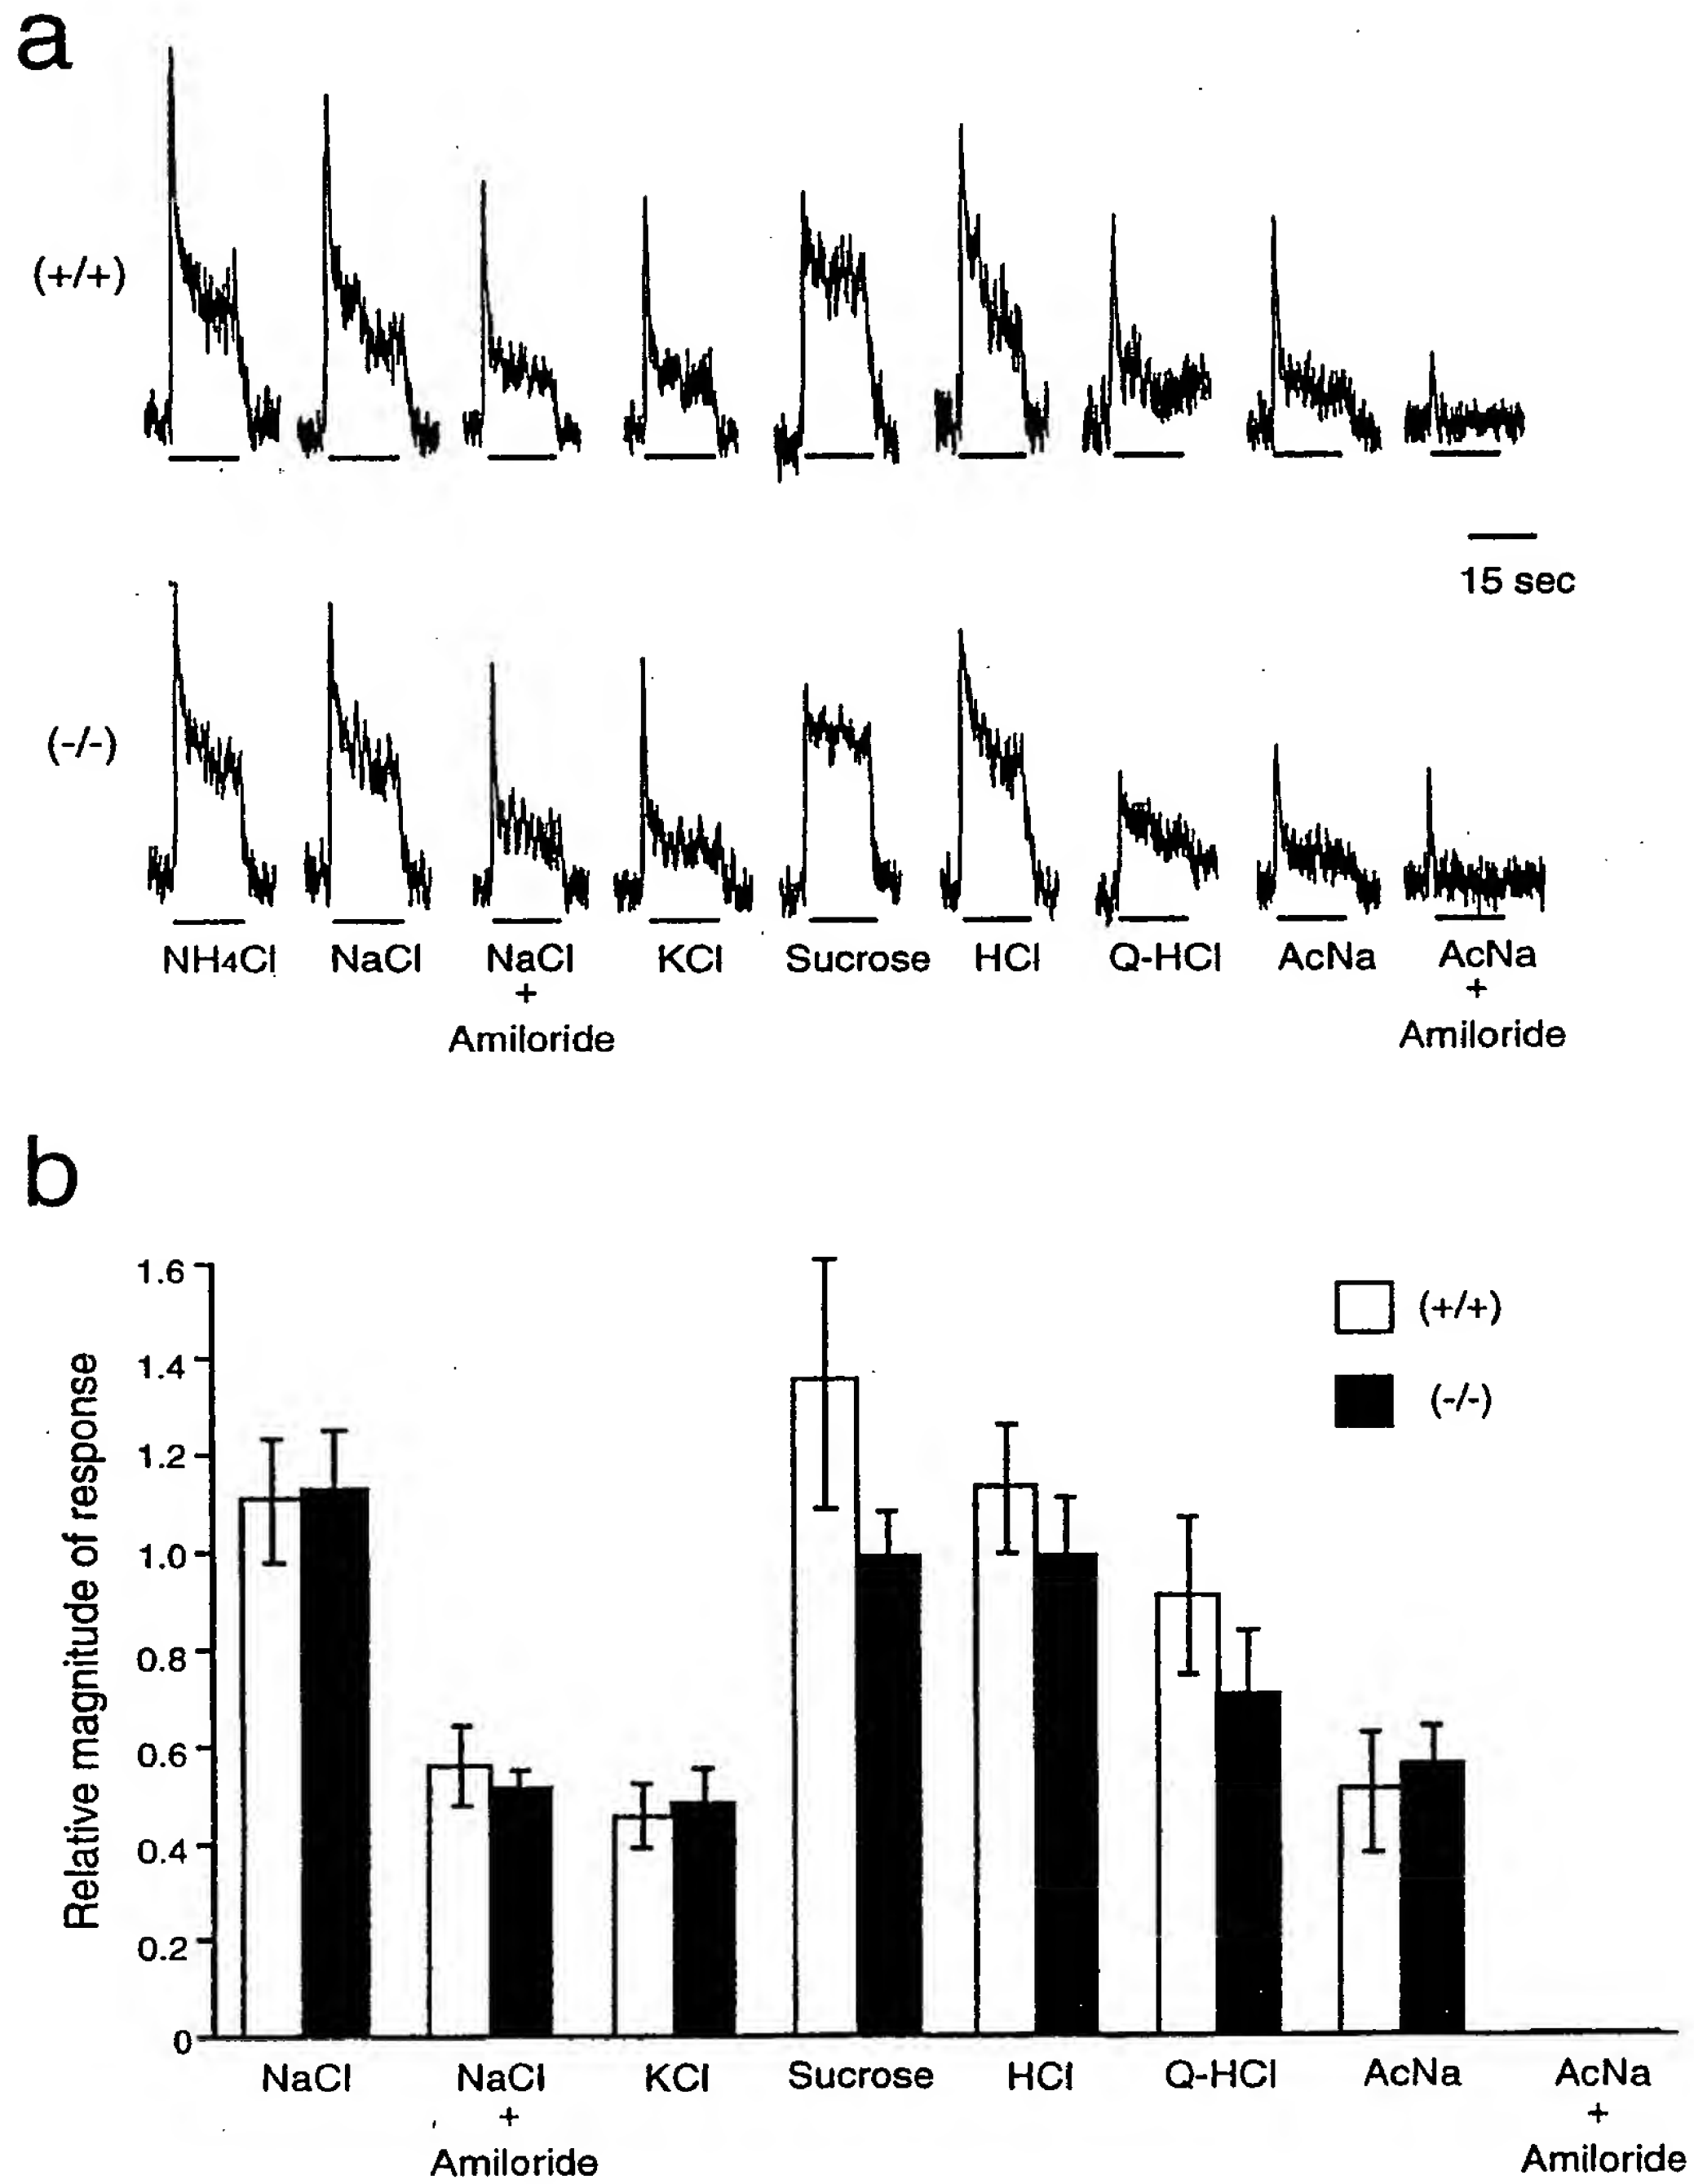 a
(+/+)
15 sec
(-/-)
NH4Cl NaCl NaCl KCl Sucrose HCl Q-HCl AcNa AcNa
+ +
Amiloride Amiloride
b
Relative magnitude of response
1.6
1.4
1.2
1.0
0.8
0.6
0.4
0.2
0
(+/+)
(-/-)
NaCl NaCl KCl Sucrose HCl Q-HCl AcNa AcNa
+ +
Amiloride Amiloride